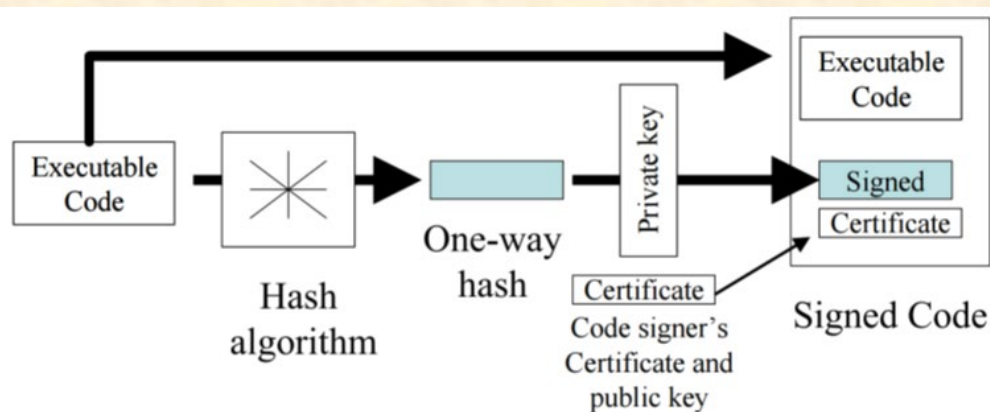 Executable
Code
Executable
Code
Private key
Signed
Certificate
One-way
hash
Hash
algorithm
Certificate
Code signer's
Certificate and
public key
Signed Code